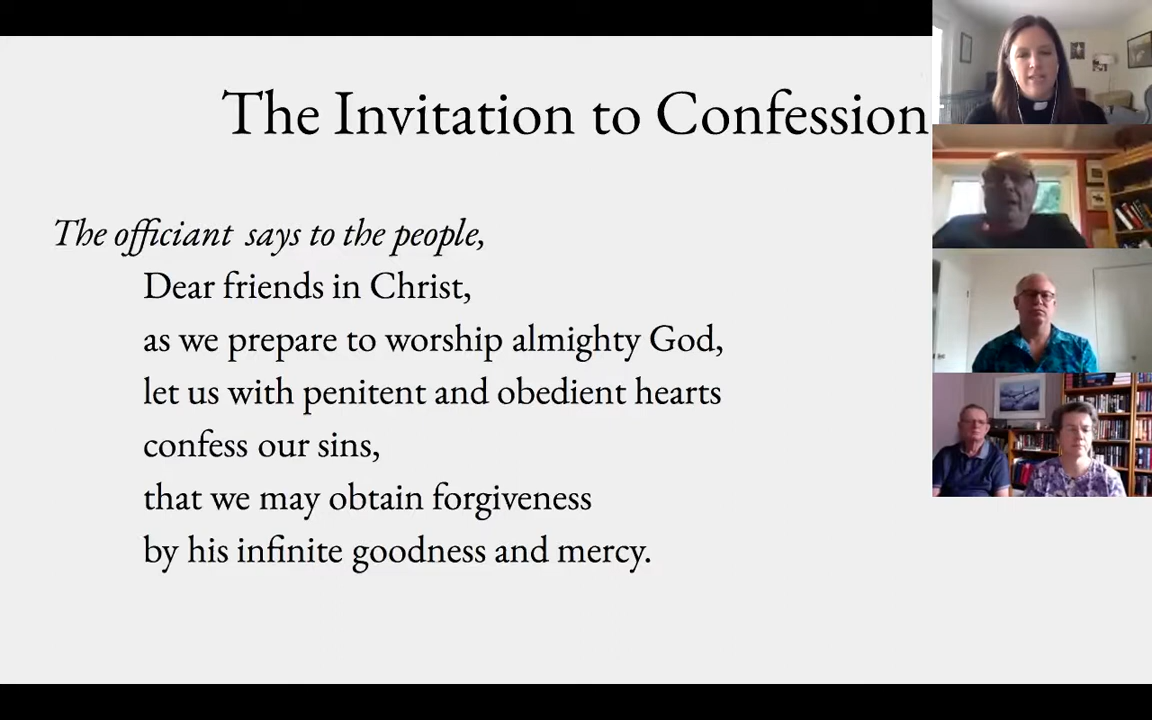 The Invitation to Confession
The officiant says to the people,
Dear friends in Christ,
as we prepare to worship almighty God,
let us with penitent and obedient hearts
confess our sins,
that we may obtain forgiveness
by his infinite goodness and mercy.